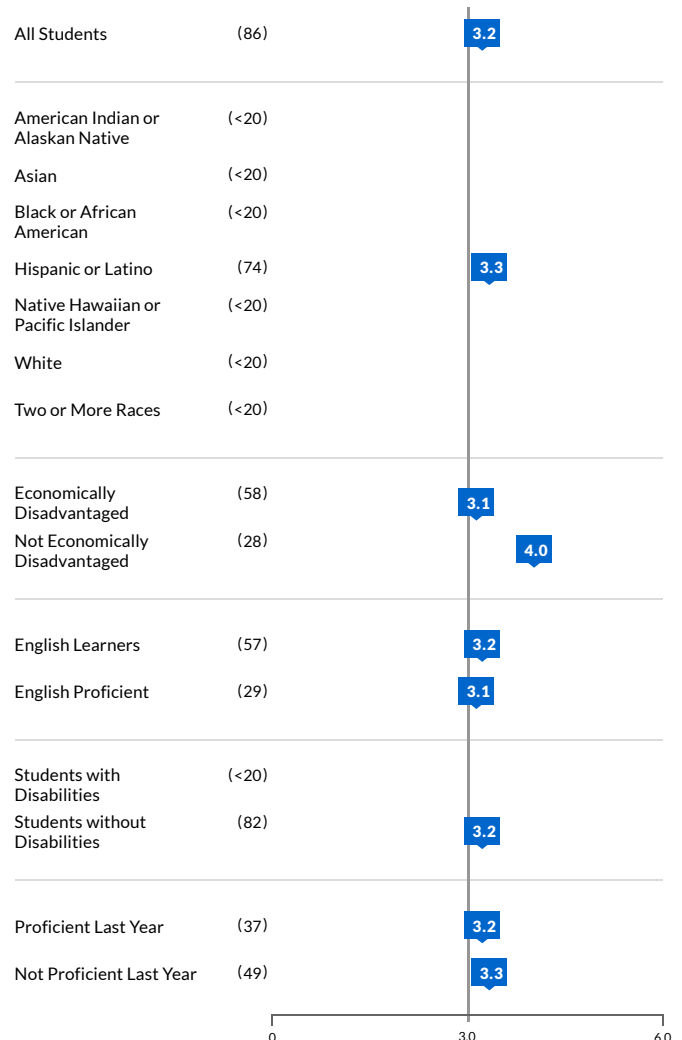 All Students (86) 3.2
American Indian or (<20)
Alaskan Native
Asian (<20)
Black or African (<20)
American
Hispanic or Latino (74) 3.3
Native Hawaiian or (<20)
Pacific Islander
White (<20)
Two or More Races (<20)
Economically (58) 3.1
Disadvantaged
Not Economically (28) 4.0
Disadvantaged
English Learners (57) 3.2
English Proficient (29) 3.1
Students with (<20)
Disabilities
Students without (82) 3.2
Disabilities
Proficient Last Year (37) 3.2
Not Proficient Last Year (49) 3.3
0 3.0 6.0